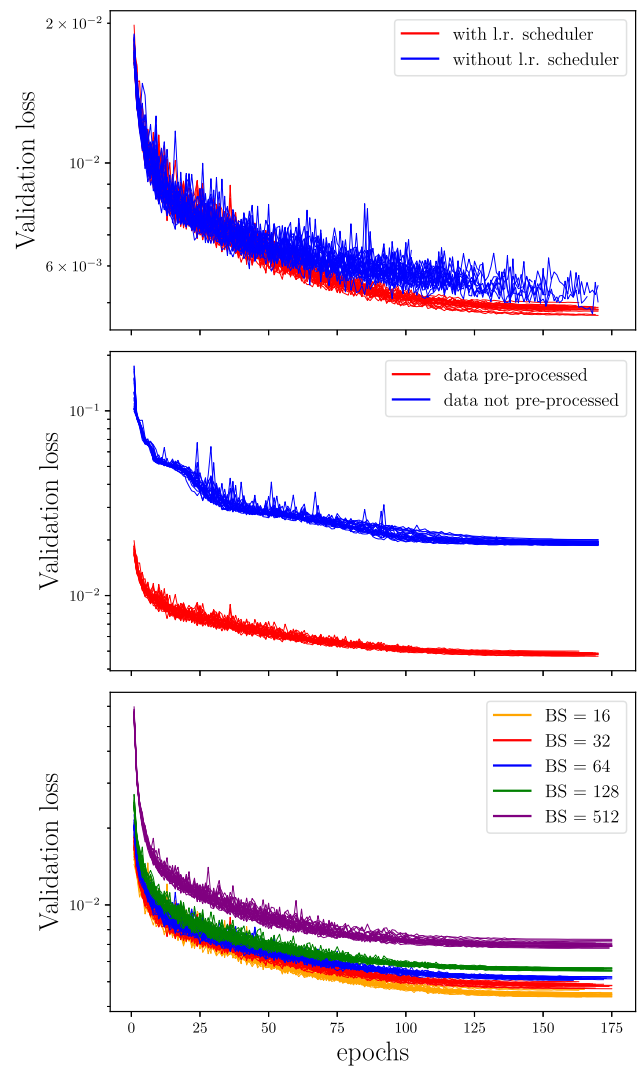 2 × 10⁻²
with l.r. scheduler
without l.r. scheduler
10⁻²
6 × 10⁻³
Validation loss
data pre-processed
data not pre-processed
10⁻¹
10⁻²
Validation loss
BS = 16
BS = 32
BS = 64
BS = 128
BS = 512
10⁻²
Validation loss
0 25 50 75 100 125 150 175
epochs